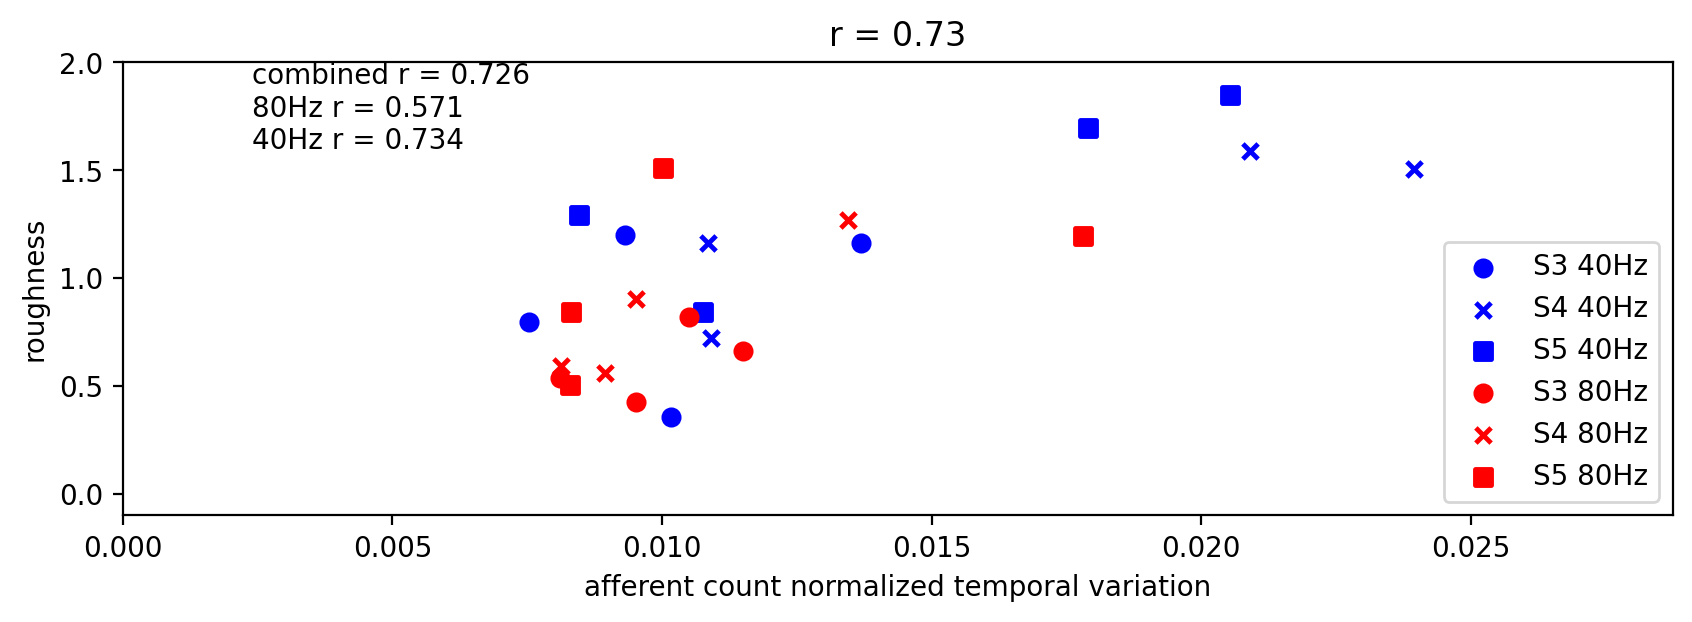 r = 0.73
combined r = 0.726
80Hz r = 0.571
40Hz r = 0.734
2.0
1.5
1.0
0.5
0.0
roughness
S3 40Hz
S4 40Hz
S5 40Hz
S3 80Hz
S4 80Hz
S5 80Hz
0.000 0.005 0.010 0.015 0.020 0.025
afferent count normalized temporal variation